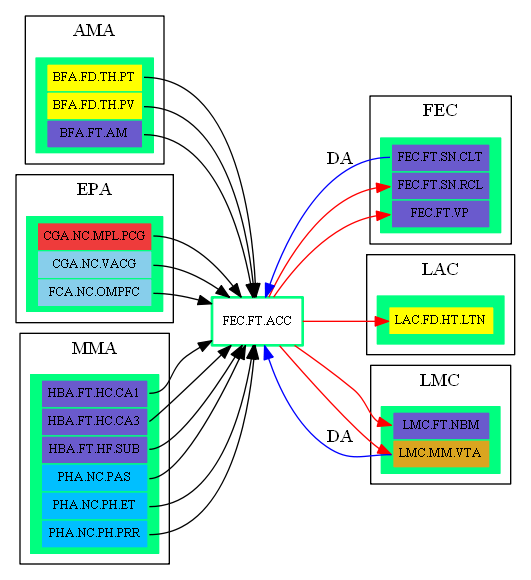 AMA
BFA.FD.TH.PT
BFA.FD.TH.PV
BFA.FT.AM
EPA
CGA.NC.MPL.PCG
CGA.NC.VACG
FCA.NC.OMPFC
MMA
HBA.FT.HC.CA1
HBA.FT.HC.CA3
HBA.FT.HF.SUB
PHA.NC.PAS
PHA.NC.PH.ET
PHA.NC.PH.PRR
FEC.FT.ACC
DA
DA
FEC
FEC.FT.SN.CLT
FEC.FT.SN.RCL
FEC.FT.VP
LAC
LAC.FD.HT.LTN
LMC
LMC.FT.NBM
LMC.MM.VTA